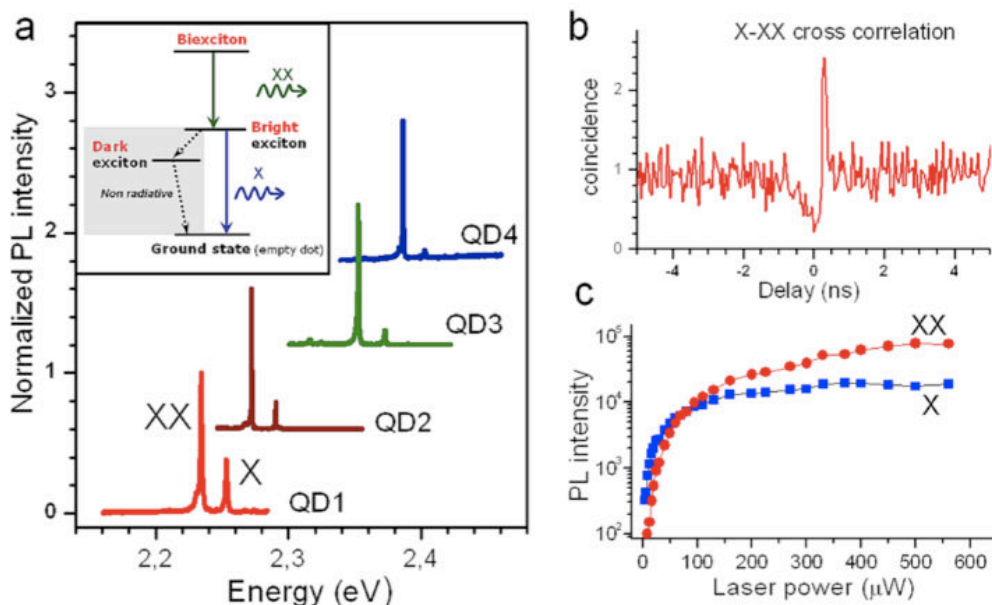 a
Normalized PL intensity
3
2
1
0
2,2
2,3
2,4
Energy (eV)
Biexciton
XX
Bright
exciton
Dark
exciton
X
Non radiative
Ground state (empty dot)
QD4
QD3
QD2
QD1
XX
X
b
X-XX cross correlation
coincidence
2
1
0
-4
-2
0
2
4
Delay (ns)
c
PL intensity
10⁵
10⁴
10³
10²
0
100
200
300
400
500
600
Laser power (μW)
XX
X